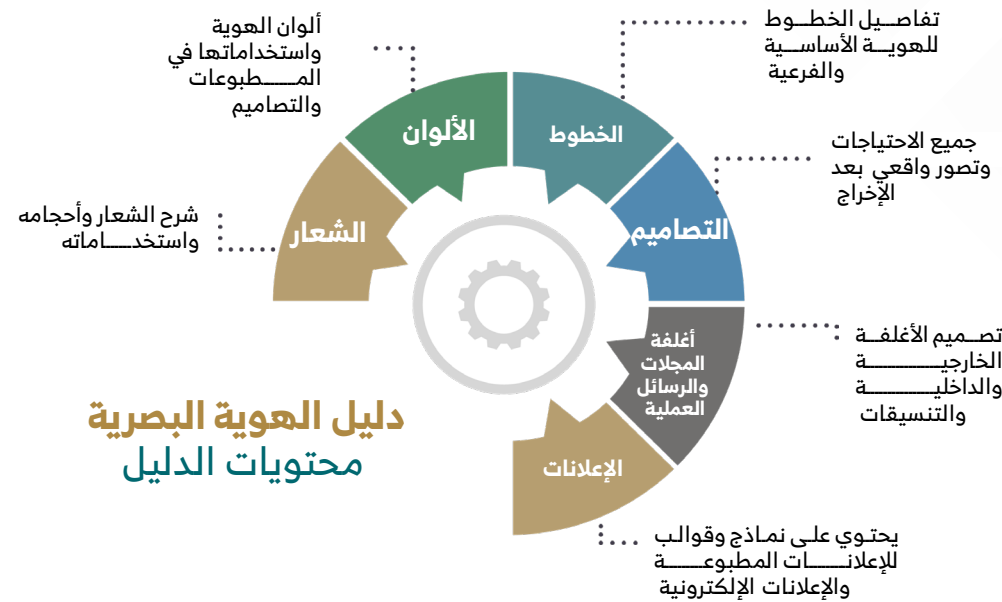 دليل الهوية البصرية
محتويات الدليل
الشعار
شرح الشعار وأحجامه
واستخداماته
الألوان
ألوان الهوية
واستخداماتها في
المطبوعات
والتصاميم
الخطوط
تفاصيل الخطوط
للهوية الأساسية
والفرعية
التصاميم
جميع الاحتياجات
وتصور واقعي بعد
الإخراج
أغلفة
المجلات
والرسائل
العملية
تصميم الأغلفة
الخارجية
والداخلية
والتنسيقات
الإعلانات
يحتوي على نماذج وقوالب
للإعلانات المطبوعة
والإعلانات الإلكترونية